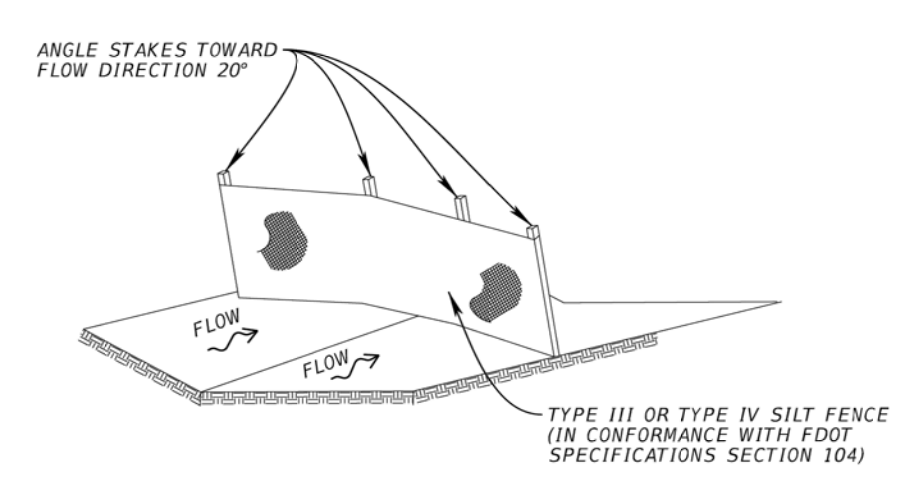 ANGLE STAKES TOWARD
FLOW DIRECTION 20°
FLOW
FLOW
TYPE III OR TYPE IV SILT FENCE
(IN CONFORMANCE WITH FDOT
SPECIFICATIONS SECTION 104)